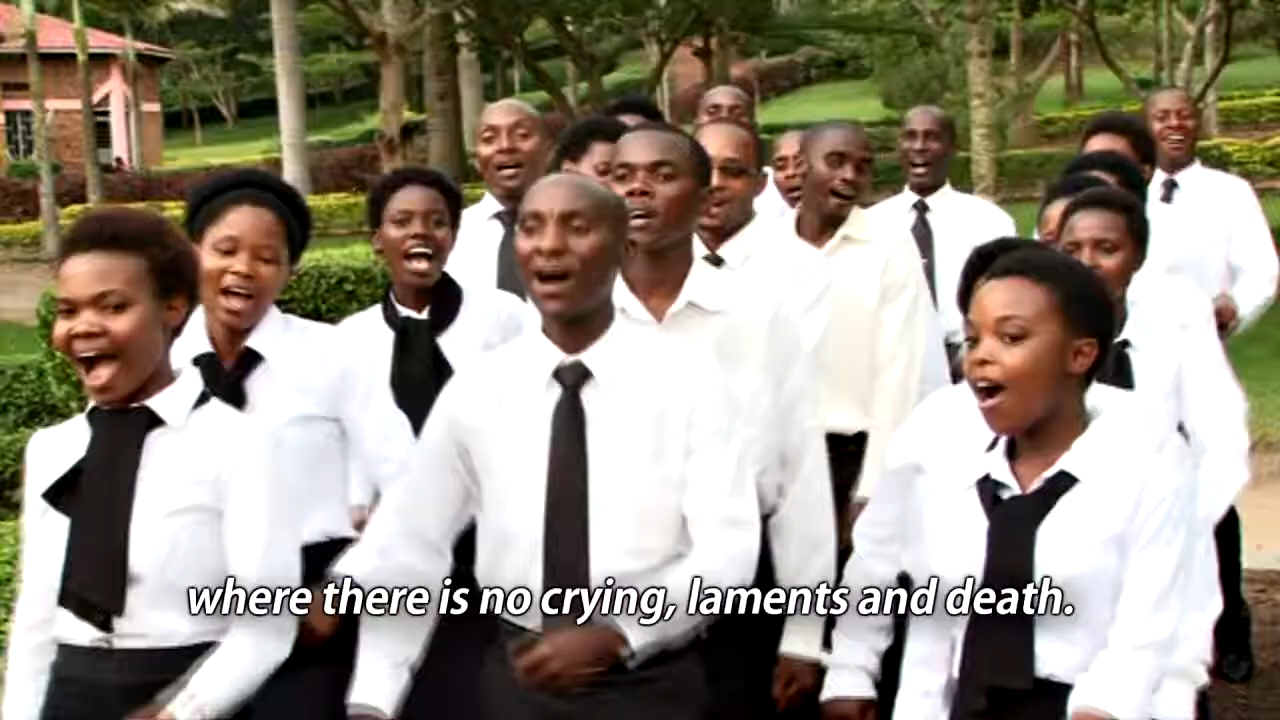 where there is no crying, laments and death.